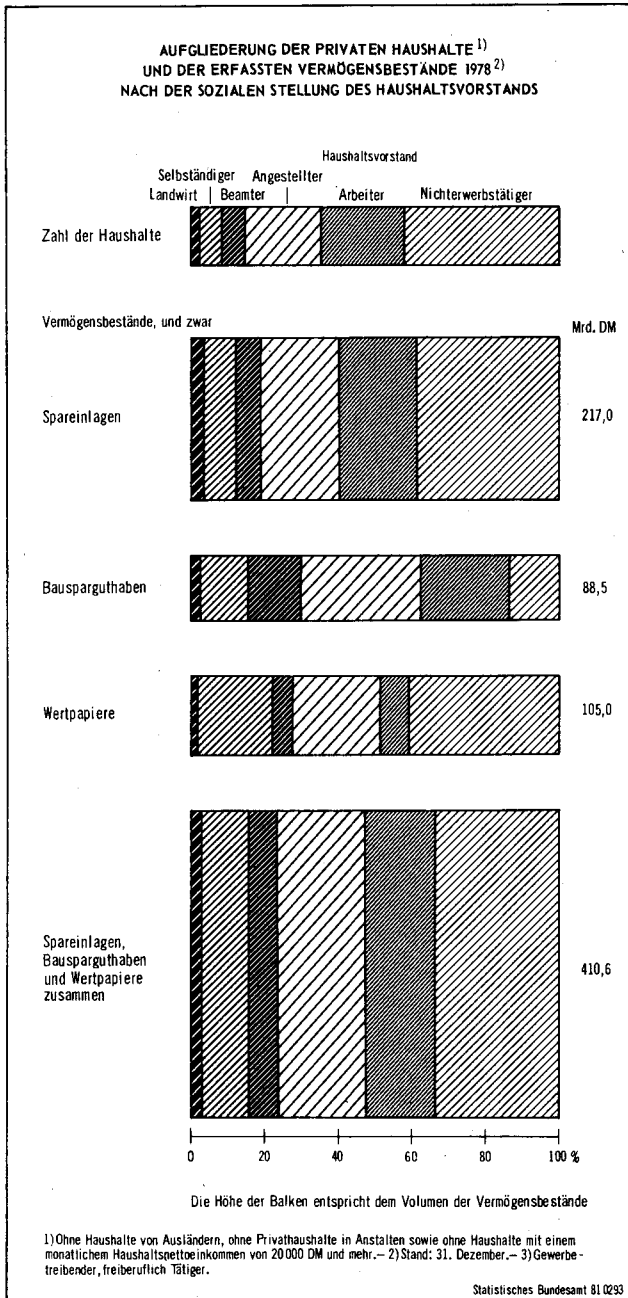 AUFGLIEDERUNG DER PRIVATEN HAUSHALTE 1)
UND DER ERFASSTEN VERMÖGENSBESTÄNDE 1978 2)
NACH DER SOZIALEN STELLUNG DES HAUSHALTSVORSTANDS
Haushaltsvorstand
Selbständiger Angestellter
Landwirt Beamter Arbeiter Nichterwerbstätiger
Zahl der Haushalte
Vermögensbestände, und zwar
Mrd. DM
Spareinlagen 217,0
Bausparguthaben 88,5
Wertpapiere 105,0
Spareinlagen,
Bausparguthaben
und Wertpapiere
zusammen
410,6
0 20 40 60 80 100 %
Die Höhe der Balken entspricht dem Volumen der Vermögensbestände
1) Ohne Haushalte von Ausländern, ohne Privathaushalte in Anstalten sowie ohne Haushalte mit einem
monatlichem Haushaltsnettoeinkommen von 20 000 DM und mehr.– 2) Stand: 31. Dezember.– 3) Gewerbe-
treibender, freiberuflich Tätiger.
Statistisches Bundesamt 81 0293